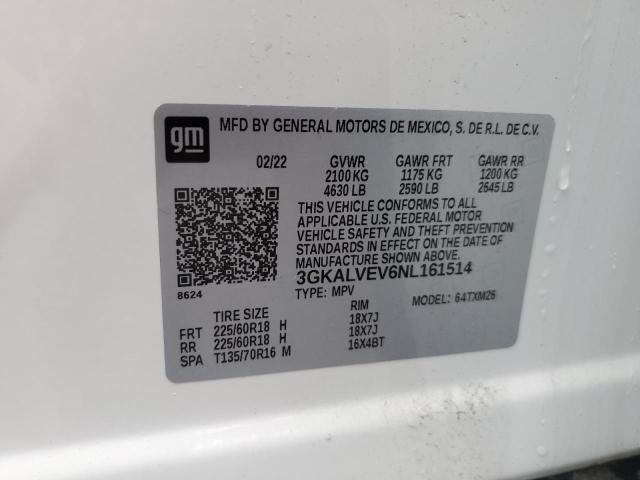 gm
MFD BY GENERAL MOTORS DE MEXICO, S. DE R.L. DE C.V.
02/22 GVWR GAWR FRT GAWR RR
2100 KG 1175 KG 1200 KG
4630 LB 2590 LB 2645 LB
THIS VEHICLE CONFORMS TO ALL
APPLICABLE U.S. FEDERAL MOTOR
VEHICLE SAFETY AND THEFT PREVENTION
STANDARDS IN EFFECT ON THE DATE OF
MANUFACTURE SHOWN ABOVE.
3GKALVEV6NL161514
8624
TYPE: MPV MODEL: 64TXM26
TIRE SIZE RIM
FRT 225/60R18 H 18X7J
RR 225/60R18 H 18X7J
SPA T135/70R16 M 16X4BT